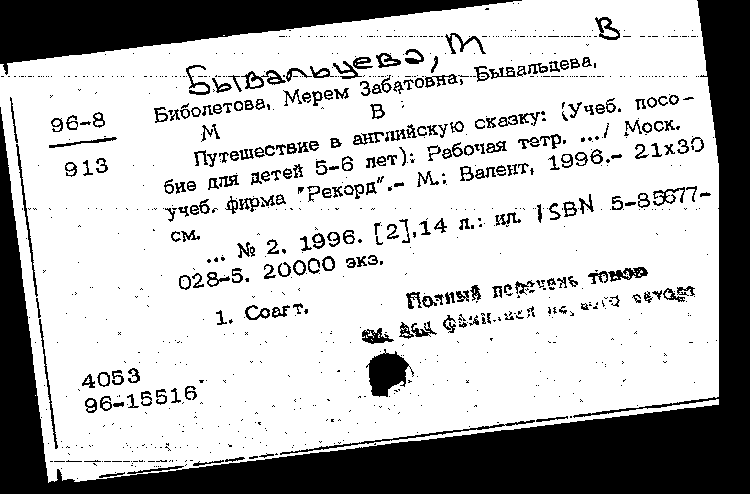 Бывальцева, М В
96-8 Биболетова, Мерем Забатовна; Бывальцева,
М В
913 Путешествие в английскую сказку: (Учеб. посо-
бие для детей 5-6 лет): Рабочая тетр. .../ Моск.
учеб. фирма "Рекорд".- М.: Валент, 1996.- 21х30
см.
... № 2. 1996. [2],14 л.: ил. ISBN 5-85677-
028-5. 20000 экз.
1. Соавт.
Полный перечень томов
4053
96-15516